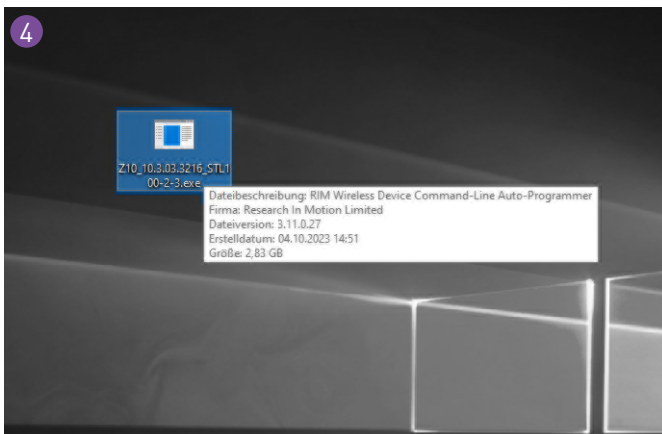 4
Z10_10.3.03.3216_STL1
00-2-3.exe
Dateibeschreibung: RIM Wireless Device Command-Line Auto-Programmer
Firma: Research In Motion Limited
Dateiversion: 3.11.0.27
Erstelldatum: 04.10.2023 14:51
Größe: 2,83 GB